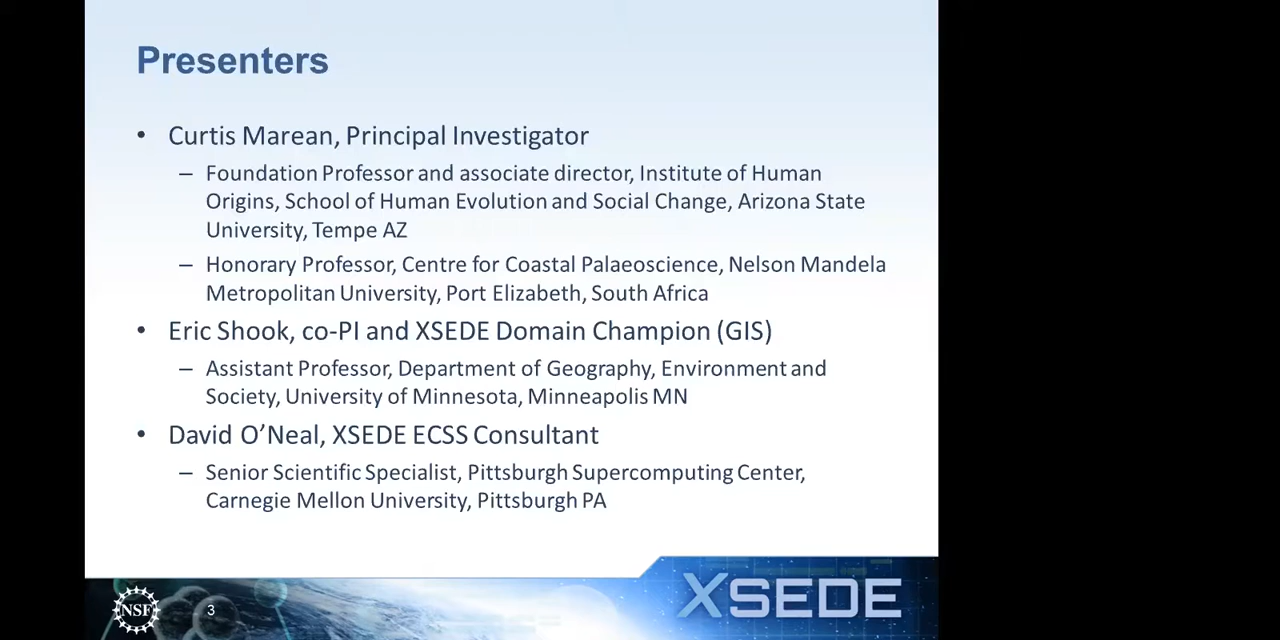 Presenters
• Curtis Marean, Principal Investigator
– Foundation Professor and associate director, Institute of Human
Origins, School of Human Evolution and Social Change, Arizona State
University, Tempe AZ
– Honorary Professor, Centre for Coastal Palaeoscience, Nelson Mandela
Metropolitan University, Port Elizabeth, South Africa
• Eric Shook, co-PI and XSEDE Domain Champion (GIS)
– Assistant Professor, Department of Geography, Environment and
Society, University of Minnesota, Minneapolis MN
• David O’Neal, XSEDE ECSS Consultant
– Senior Scientific Specialist, Pittsburgh Supercomputing Center,
Carnegie Mellon University, Pittsburgh PA
NSF
3
XSEDE